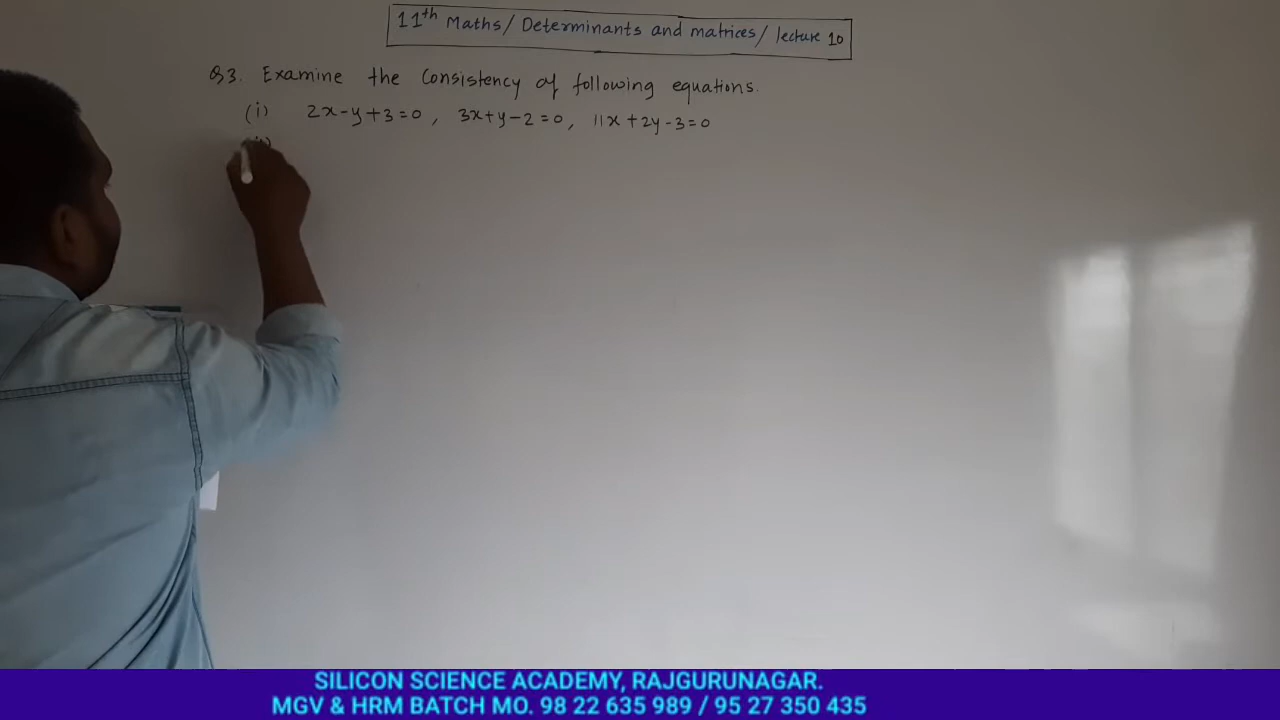 11th Maths/ Determinants and matrices/ lecture 10
Q3. Examine the Consistency of following equations.
(i) 2x-y+3=0, 3x+y-2=0, 11x+2y-3=0
SILICON SCIENCE ACADEMY, RAJGURUNAGAR.
MGV & HRM BATCH MO. 98 22 635 989 / 95 27 350 435